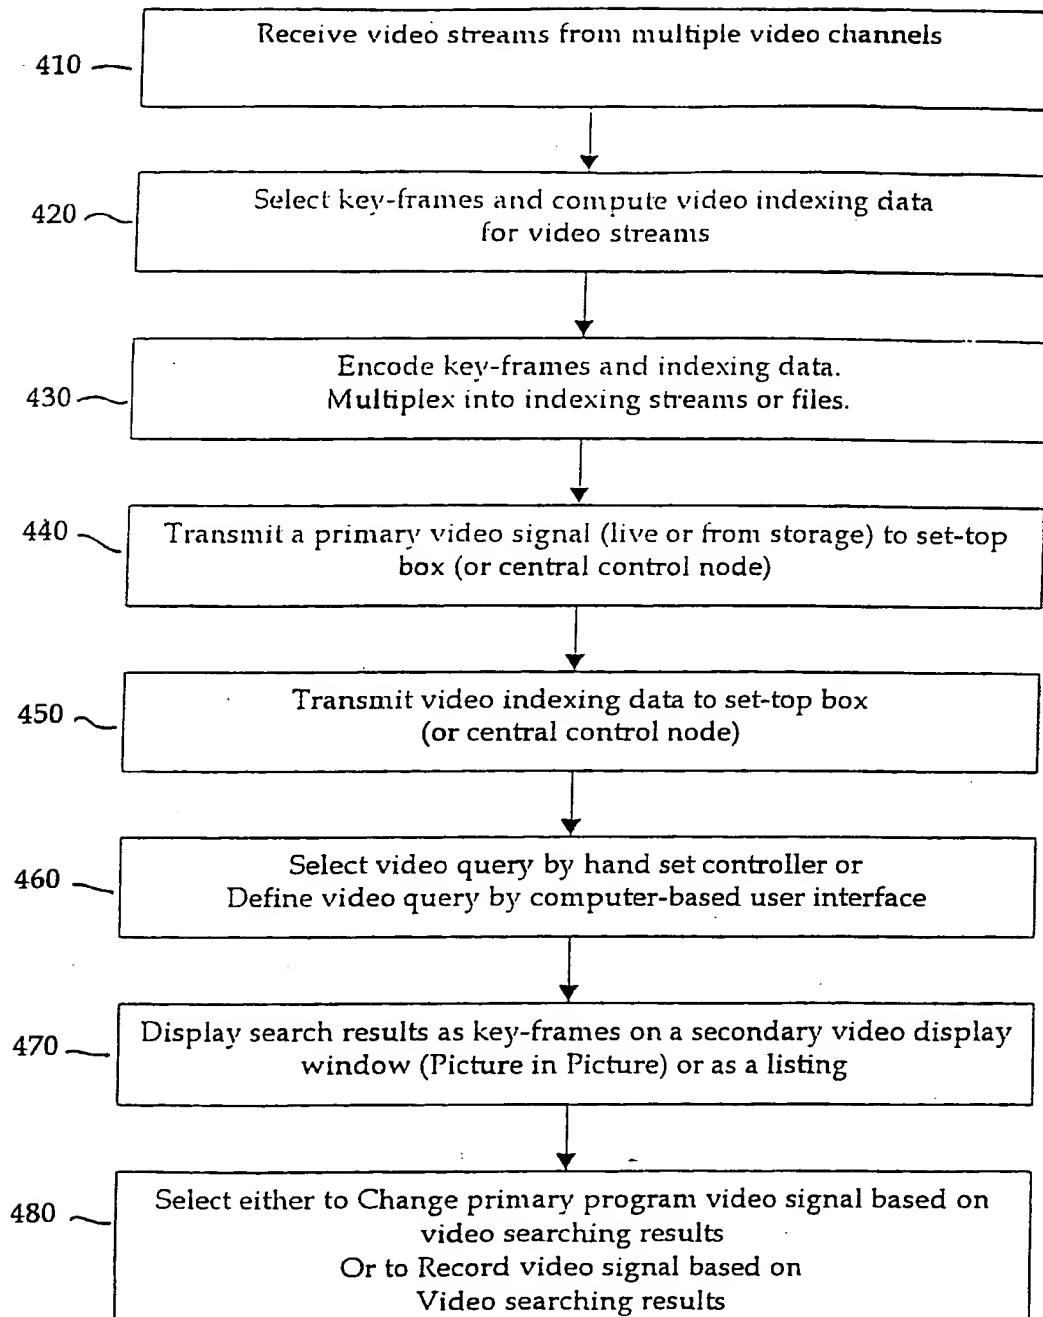 410
Receive video streams from multiple video channels
420
Select key-frames and compute video indexing data
for video streams
430
Encode key-frames and indexing data.
Multiplex into indexing streams or files.
440
Transmit a primary video signal (live or from storage) to set-top
box (or central control node)
450
Transmit video indexing data to set-top box
(or central control node)
460
Select video query by hand set controller or
Define video query by computer-based user interface
470
Display search results as key-frames on a secondary video display
window (Picture in Picture) or as a listing
480
Select either to Change primary program video signal based on
video searching results
Or to Record video signal based on
Video searching results